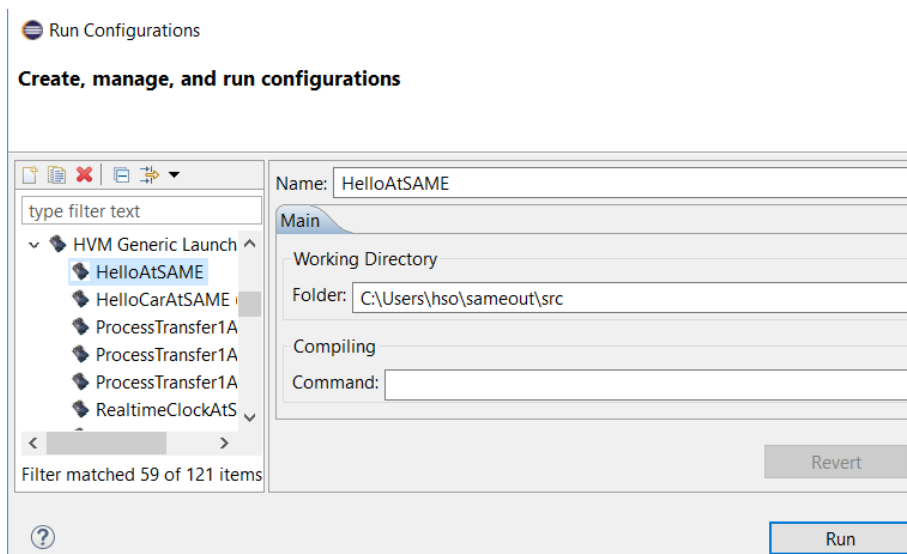 Run Configurations
Create, manage, and run configurations
type filter text
HVM Generic Launch
HelloAtSAME
HelloCarAtSAME (
ProcessTransfer1A
ProcessTransfer1A
ProcessTransfer1A
RealtimeClockAtS
Filter matched 59 of 121 items
Name: HelloAtSAME
Main
Working Directory
Folder: C:\Users\hso\sameout\src
Compiling
Command:
Revert
?
Run